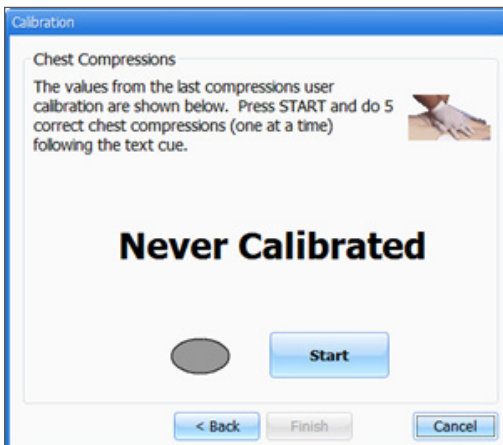 Calibration
Chest Compressions
The values from the last compressions user
calibration are shown below.  Press START and do 5
correct chest compressions (one at a time)
following the text cue.
Never Calibrated
Start
< Back
Finish
Cancel